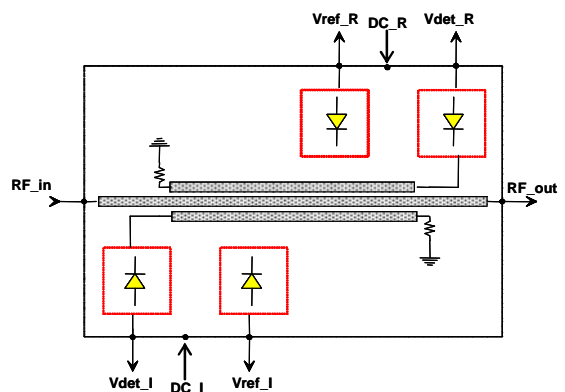 Vref_R
DC_R
Vdet_R
RF_in
RF_out
Vdet_I
DC_I
Vref_I